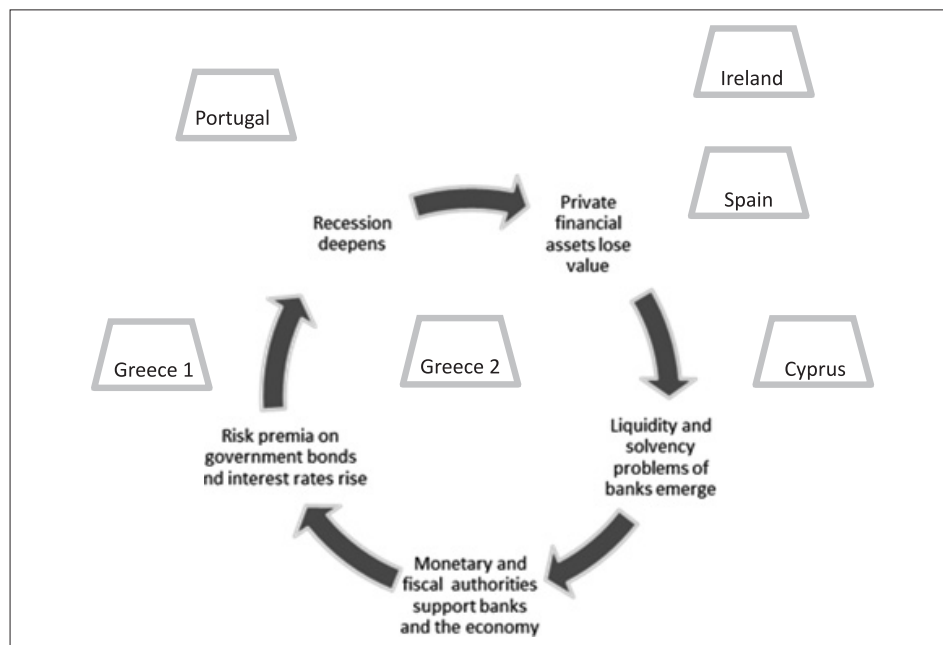 Ireland
Portugal
Spain
Recession
deepens
Private
financial
assets lose
value
Greece 1
Greece 2
Cyprus
Risk premia on
government bonds
nd interest rates rise
Liquidity and
solvency
problems of
banks emerge
Monetary and
fiscal authorities
support banks
and the economy